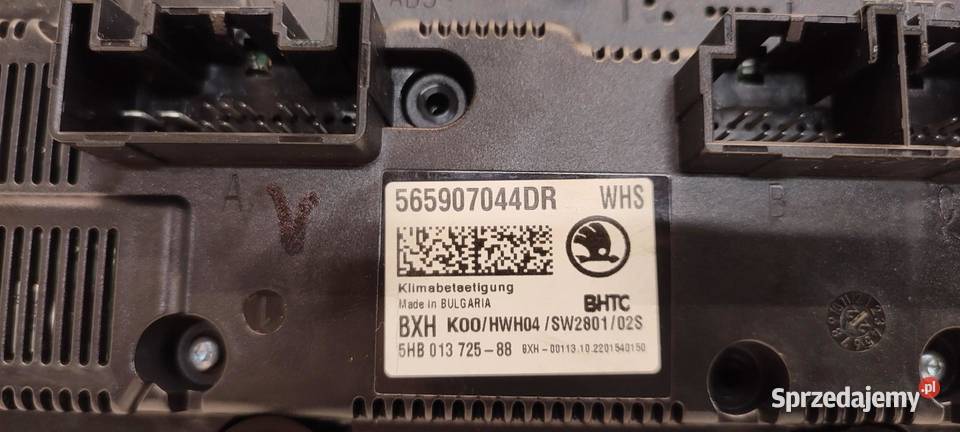 A
B
565907044DR WHS
Klimabetaetigung
Made in BULGARIA
BHTC
BXH K00/HWH04/SW2801/02S
5HB 013 725-88 BXH-00113.10.2201540150
Sprzedajemy.pl